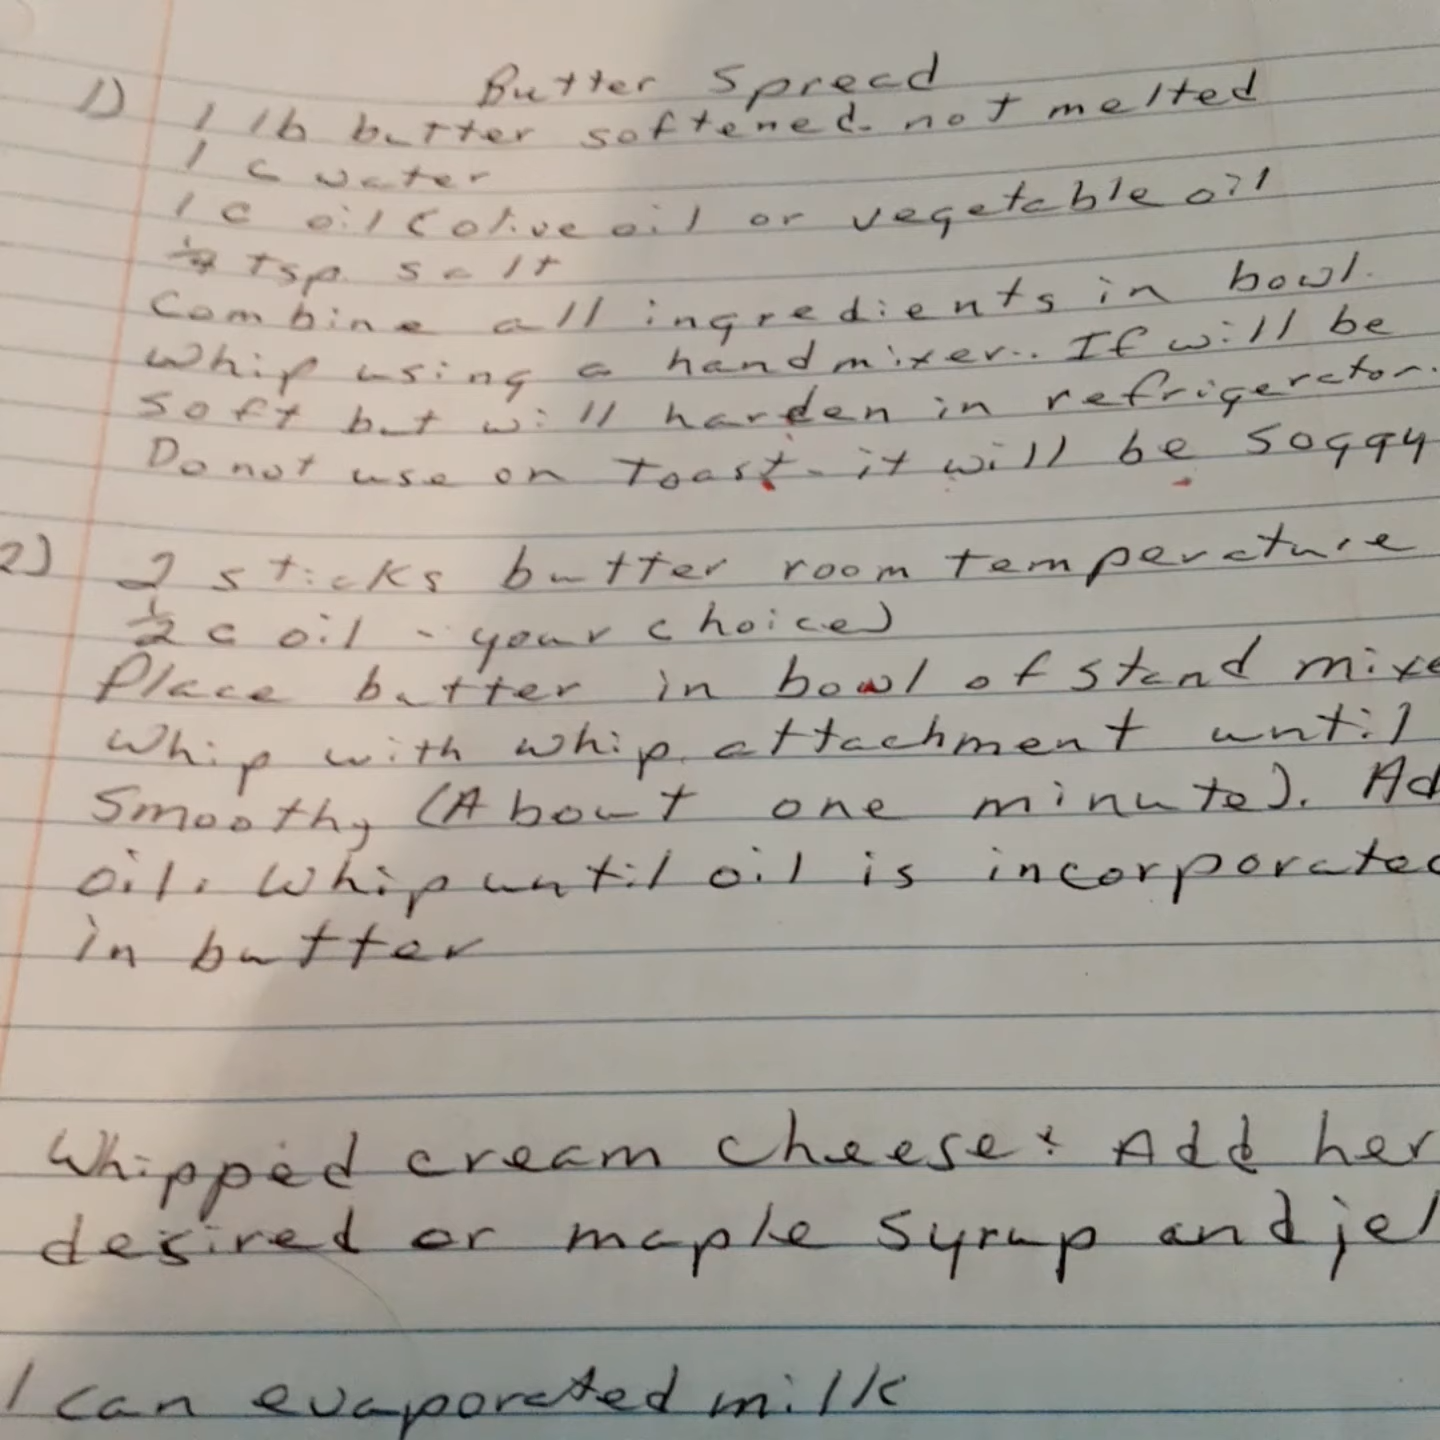 Butter Spread
1) 1 lb butter softened- not melted
1 c water
1 c oil (olive oil or vegetable oil
tsp. salt
Combine all ingredients in bowl.
Whip using a hand mixer.. If will be
soft but will harden in refrigerator.
Do not use on toast- it will be soggy
2) 2 sticks butter room temperature
1/2 c oil - your choice)
Place butter in bowl of stand mixe
Whip with whip attachment until
Smoothy (About one minute). Ad
oil. Whip until oil is incorporated
in butter
Whipped cream cheese: Add her
desired or maple syrup and jel
1 can evaporated milk